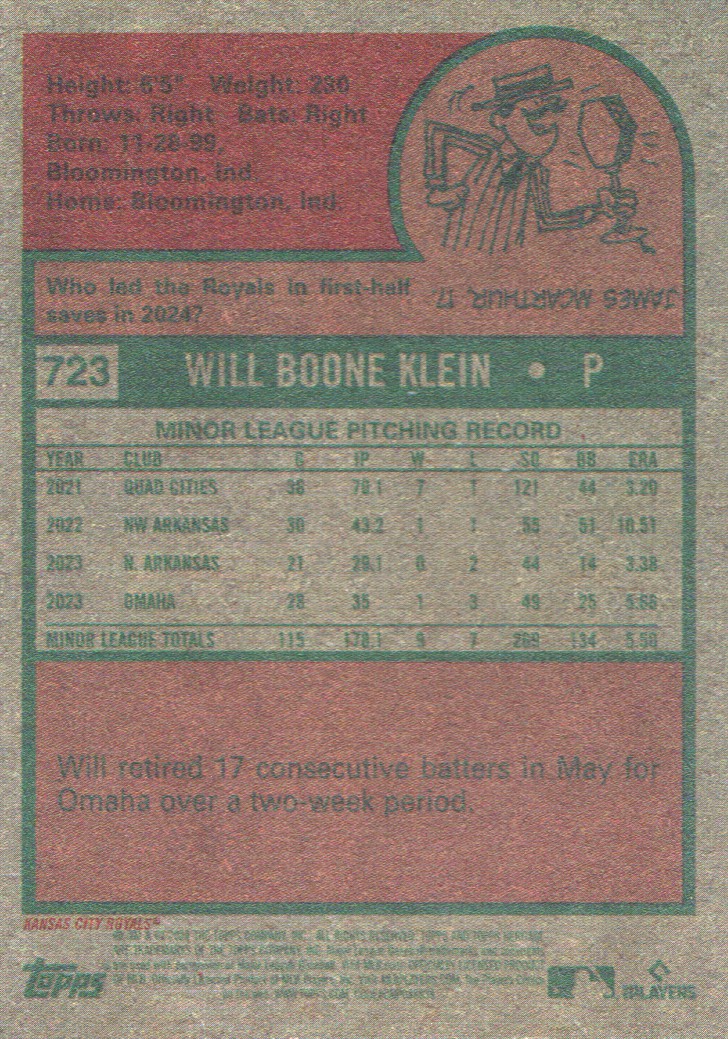 Height: 6'5" Weight: 230
Throws: Right Bats: Right
Born: 11-28-99,
Bloomington, Ind.
Home: Bloomington, Ind.
Who led the Royals in first-half
saves in 2024?
JAMES MCARTHUR, 17
723 WILL BOONE KLEIN • P
MINOR LEAGUE PITCHING RECORD
YEAR CLUB G IP W L SO BB ERA
2021 QUAD CITIES 36 70.1 7 1 121 44 3.20
2022 NW ARKANSAS 30 43.2 1 1 55 51 10.51
2023 N. ARKANSAS 21 29.1 0 2 44 14 3.38
2023 OMAHA 28 35 1 3 49 25 5.66
MINOR LEAGUE TOTALS 115 178.1 9 7 269 134
Will retired 17 consecutive batters in May for
Omaha over a two-week period.
KANSAS CITY ROYALS®
topps
PLAYERS